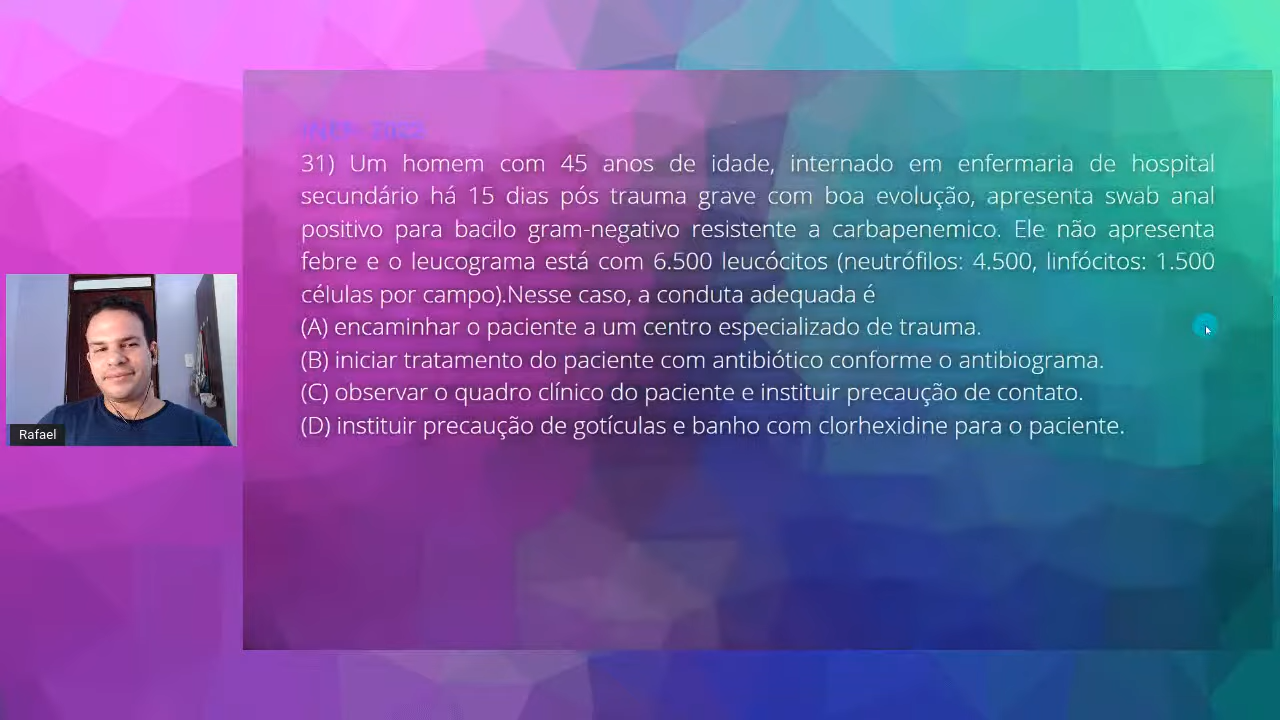 31) Um homem com 45 anos de idade, internado em enfermaria de hospital
secundário há 15 dias pós trauma grave com boa evolução, apresenta swab anal
positivo para bacilo gram-negativo resistente a carbapenemico. Ele não apresenta
febre e o leucograma está com 6.500 leucócitos (neutrófilos: 4.500, linfócitos: 1.500
células por campo).Nesse caso, a conduta adequada é
(A) encaminhar o paciente a um centro especializado de trauma.
(B) iniciar tratamento do paciente com antibiótico conforme o antibiograma.
(C) observar o quadro clínico do paciente e instituir precaução de contato.
(D) instituir precaução de gotículas e banho com clorhexidine para o paciente.
Rafael